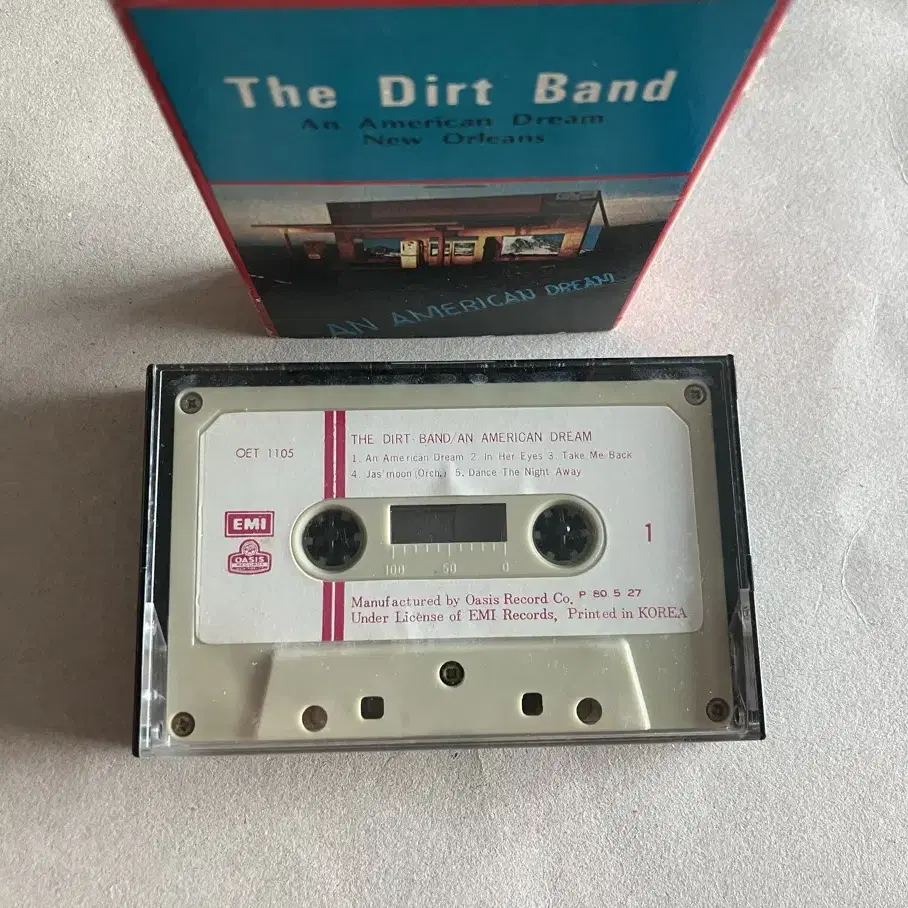 The Dirt Band
An American Dream
New Orleans
AN AMERICAN DREAM
OET 1105
THE DIRT BAND/AN AMERICAN DREAM
1. An American Dream 2. In Her Eyes 3. Take Me Back
4. Jas'moon (Orch.) 5. Dance The Night Away
EMI
OASIS
RECORDS
1
100 50 0
Manufactured by Oasis Record Co. P 80 5 27
Under License of EMI Records, Printed in KOREA